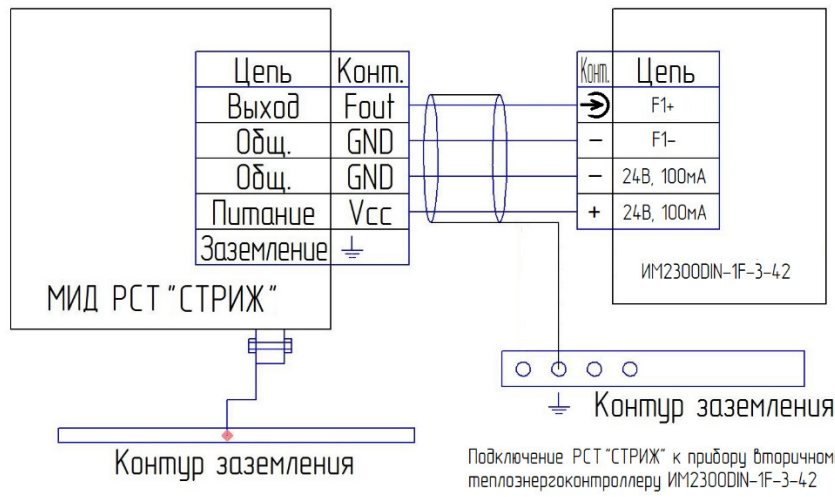 Цепь Конт.
Выход Fout
Общ. GND
Общ. GND
Питание Vcc
Заземление
МИД РСТ "СТРИЖ"
Контур заземления
Конт. Цепь
F1+
− F1−
− 24В, 100мА
+ 24В, 100мА
ИМ2300DIN-1F-3-42
Контур заземления
Подключение РСТ "СТРИЖ" к прибору вторичном
теплоэнергоконтроллеру ИМ2300DIN-1F-3-42